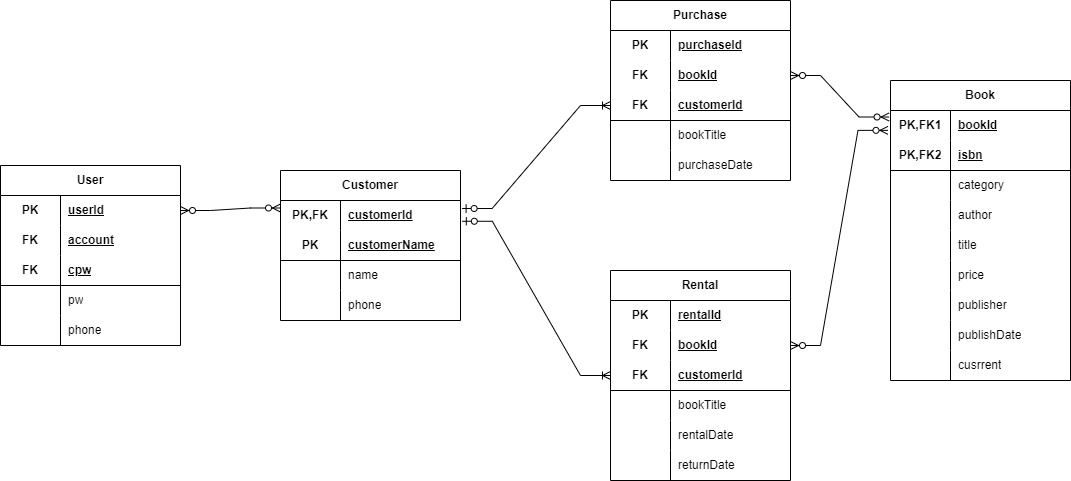 User
PK userId
FK account
FK cpw
pw
phone
Customer
PK,FK customerId
PK customerName
name
phone
Purchase
PK purchaseId
FK bookId
FK customerId
bookTitle
purchaseDate
Rental
PK rentalId
FK bookId
FK customerId
bookTitle
rentalDate
returnDate
Book
PK,FK1 bookId
PK,FK2 isbn
category
author
title
price
publisher
publishDate
cusrrent